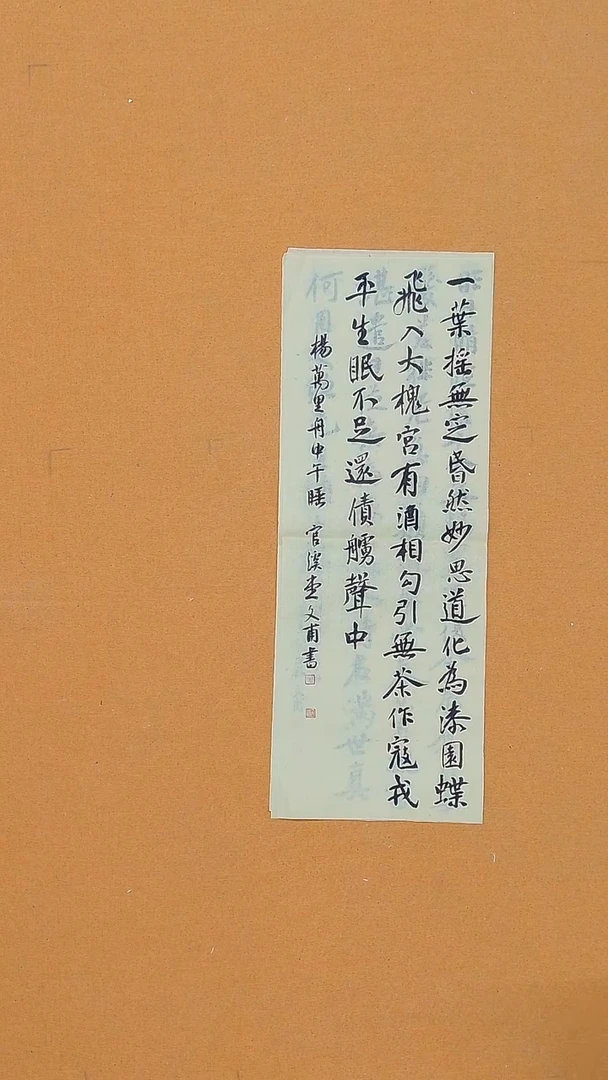 一葉搖無定昏然妙思道化為漆園蝶
飛入大槐宮有酒相勾引無茶作寇戎
平生眠不足還債艣聲中
楊萬里舟中午睡 官溪文甫書